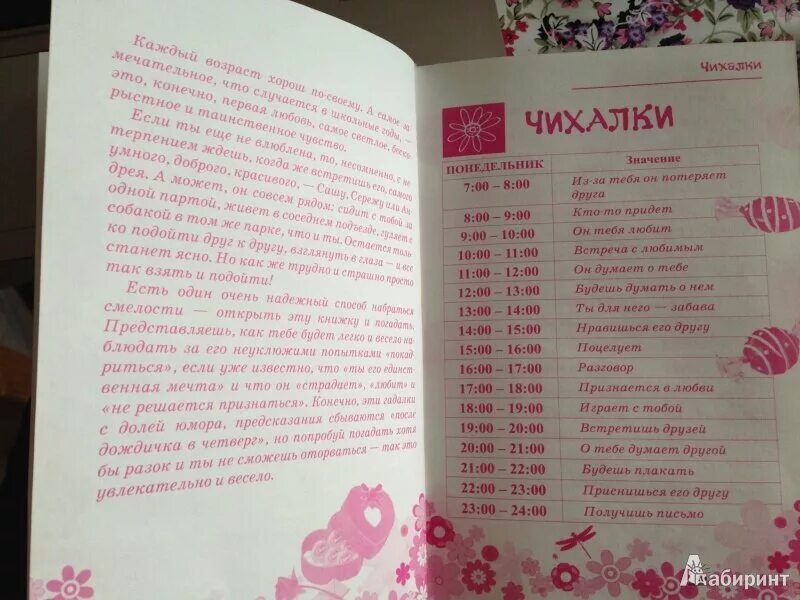 Каждый возраст хорош по-своему. А самое за-
мечательное, что случается в школьные годы, —
это, конечно, первая любовь, самое светлое, беско-
рыстное и таинственное чувство.
Если ты еще не влюблена, то, несомненно, с не-
терпением ждешь, когда же встретишь его, самого
умного, доброго, красивого, — Сашу, Сережу или Ан-
дрея. А может, он совсем рядом: сидит с тобой за
одной партой, живет в соседнем подъезде, гуляет с
собакой в том же парке, что и ты. Остается толь-
ко подойти друг к другу, взглянуть в глаза — и все
станет ясно. Но как же трудно и страшно просто
так взять и подойти!
Есть один очень надежный способ набраться
смелости — открыть эту книжку и погадать.
Представляешь, как тебе будет легко и весело на-
блюдать за его неуклюжими попытками «покад-
риться», если уже известно, что «ты его единст-
венная мечта» и что он «страдает», «любит» и
«не решается признаться». Конечно, эти гадалки
с долей юмора, предсказания сбываются «после
дождичка в четверг», но попробуй погадать хотя
бы разок и ты не сможешь оторваться — так это
увлекательно и весело.
Чихалки
ЧИХАЛКИ
ПОНЕДЕЛЬНИК Значение
7:00 – 8:00 Из-за тебя он потеряет
друга
8:00 – 9:00 Кто-то придет
9:00 – 10:00 Он тебя любит
10:00 – 11:00 Встреча с любимым
11:00 – 12:00 Он думает о тебе
12:00 – 13:00 Будешь думать о нем
13:00 – 14:00 Ты для него — забава
14:00 – 15:00 Нравишься его другу
15:00 – 16:00 Поцелует
16:00 – 17:00 Разговор
17:00 – 18:00 Признается в любви
18:00 – 19:00 Играет с тобой
19:00 – 20:00 Встретишь друзей
20:00 – 21:00 О тебе думает другой
21:00 – 22:00 Будешь плакать
22:00 – 23:00 Приснишься его другу
23:00 – 24:00 Получишь письмо
Лабиринт